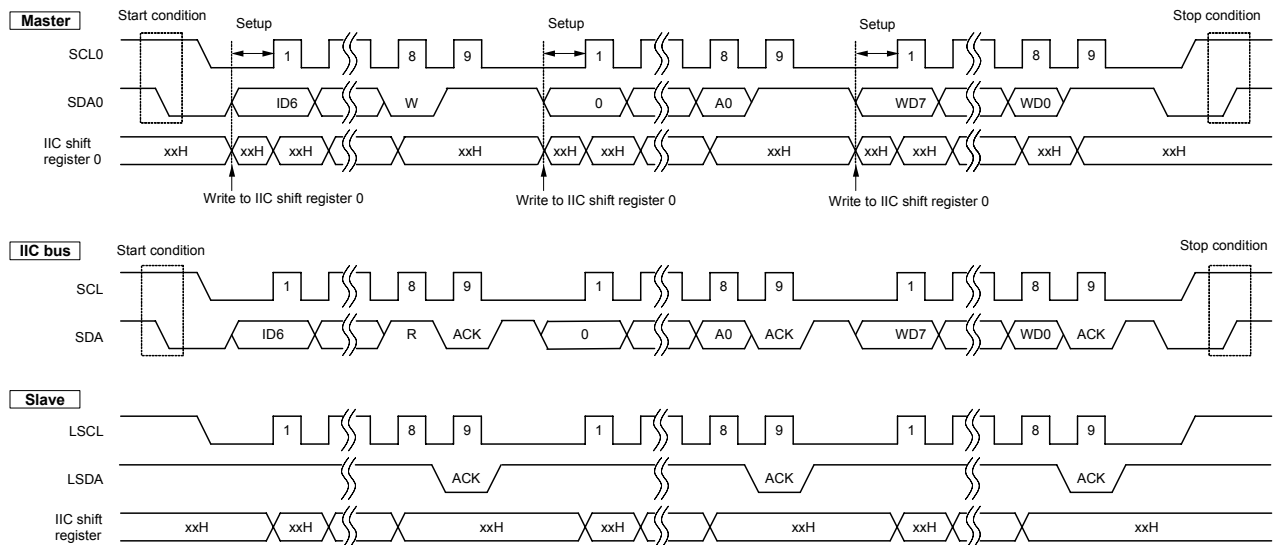 Master Start condition Setup Setup Setup Stop condition
SCL0 1 8 9 1 8 9 1 8 9
SDA0 ID6 W 0 A0 WD7 WD0
IIC shift
register 0 xxH xxH xxH xxH xxH xxH xxH xxH xxH xxH xxH
Write to IIC shift register 0 Write to IIC shift register 0 Write to IIC shift register 0
IIC bus Start condition Stop condition
SCL 1 8 9 1 8 9 1 8 9
SDA ID6 R ACK 0 A0 ACK WD7 WD0 ACK
Slave
LSCL 1 8 9 1 8 9 1 8 9
LSDA ACK ACK ACK
IIC shift
register xxH xxH xxH xxH xxH xxH xxH